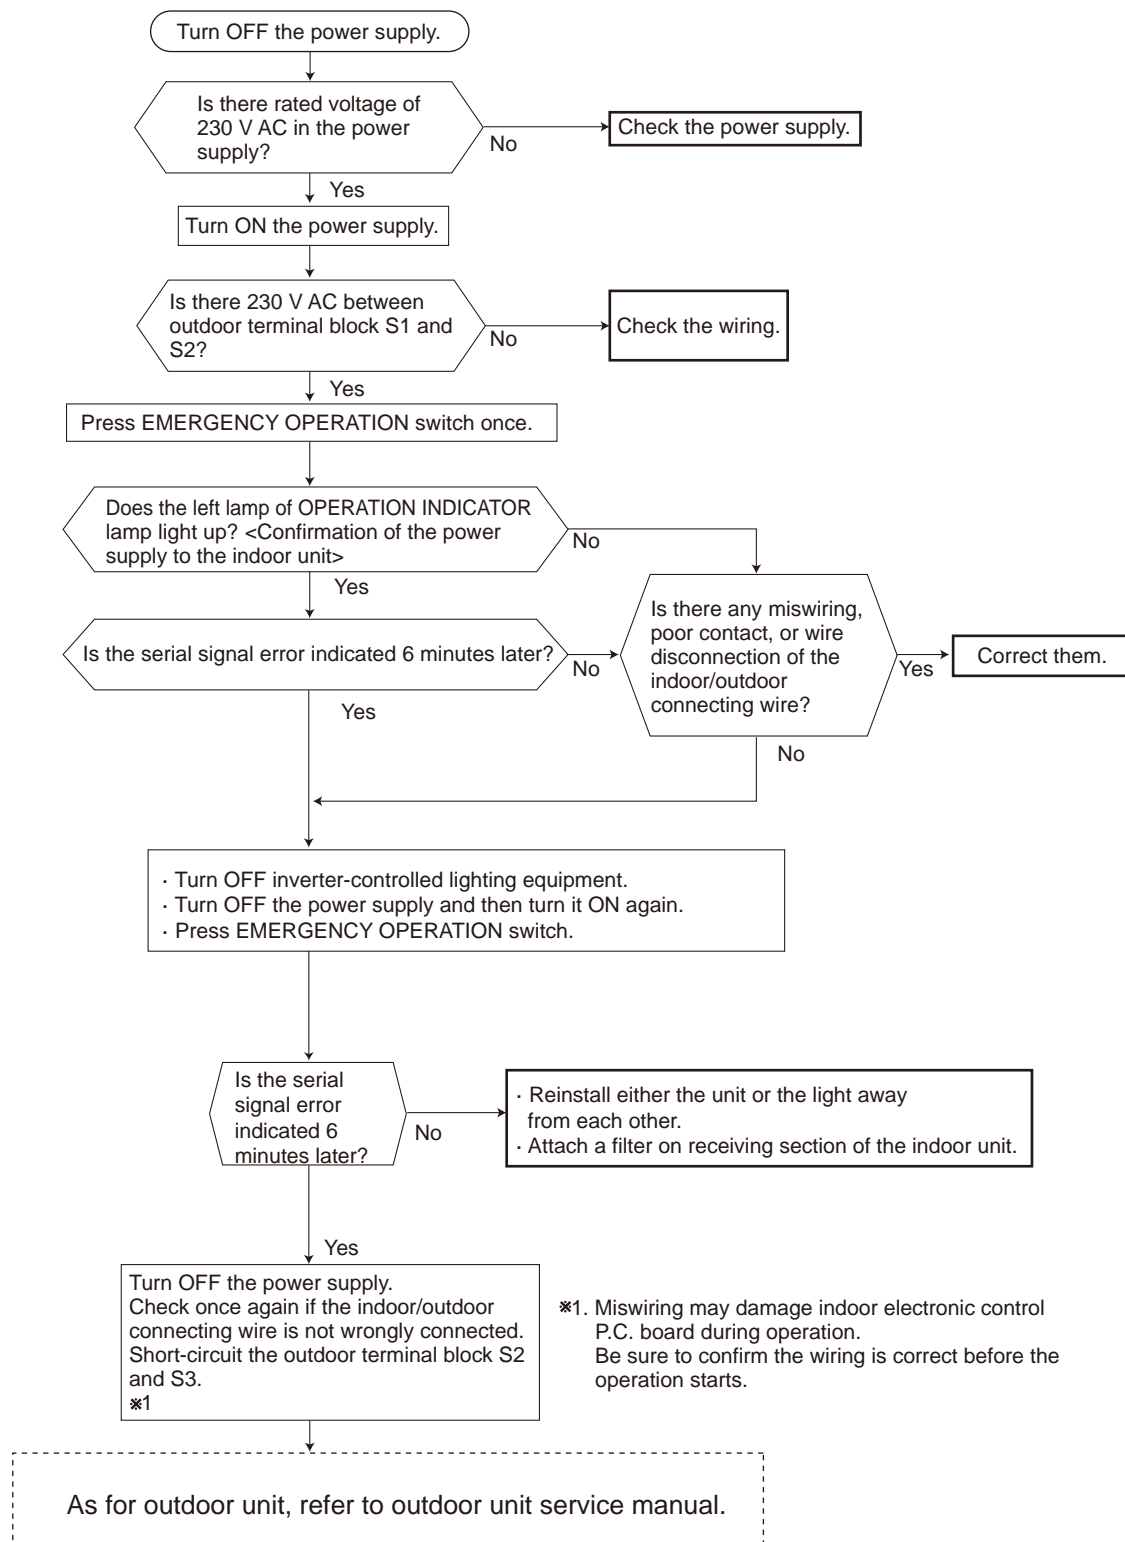 Turn OFF the power supply.
Is there rated voltage of
230 V AC in the power
supply?
No
Check the power supply.
Yes
Turn ON the power supply.
Is there 230 V AC between
outdoor terminal block S1 and
S2?
No
Check the wiring.
Yes
Press EMERGENCY OPERATION switch once.
Does the left lamp of OPERATION INDICATOR
lamp light up? <Confirmation of the power
supply to the indoor unit>
No
Yes
Is the serial signal error indicated 6 minutes later?
No
Is there any miswiring,
poor contact, or wire
disconnection of the
indoor/outdoor
connecting wire?
Yes
Correct them.
Yes
No
· Turn OFF inverter-controlled lighting equipment.
· Turn OFF the power supply and then turn it ON again.
· Press EMERGENCY OPERATION switch.
Is the serial
signal error
indicated 6
minutes later?
No
· Reinstall either the unit or the light away
from each other.
· Attach a filter on receiving section of the indoor unit.
Yes
Turn OFF the power supply.
Check once again if the indoor/outdoor
connecting wire is not wrongly connected.
Short-circuit the outdoor terminal block S2
and S3.
※1
※1. Miswiring may damage indoor electronic control
P.C. board during operation.
Be sure to confirm the wiring is correct before the
operation starts.
As for outdoor unit, refer to outdoor unit service manual.